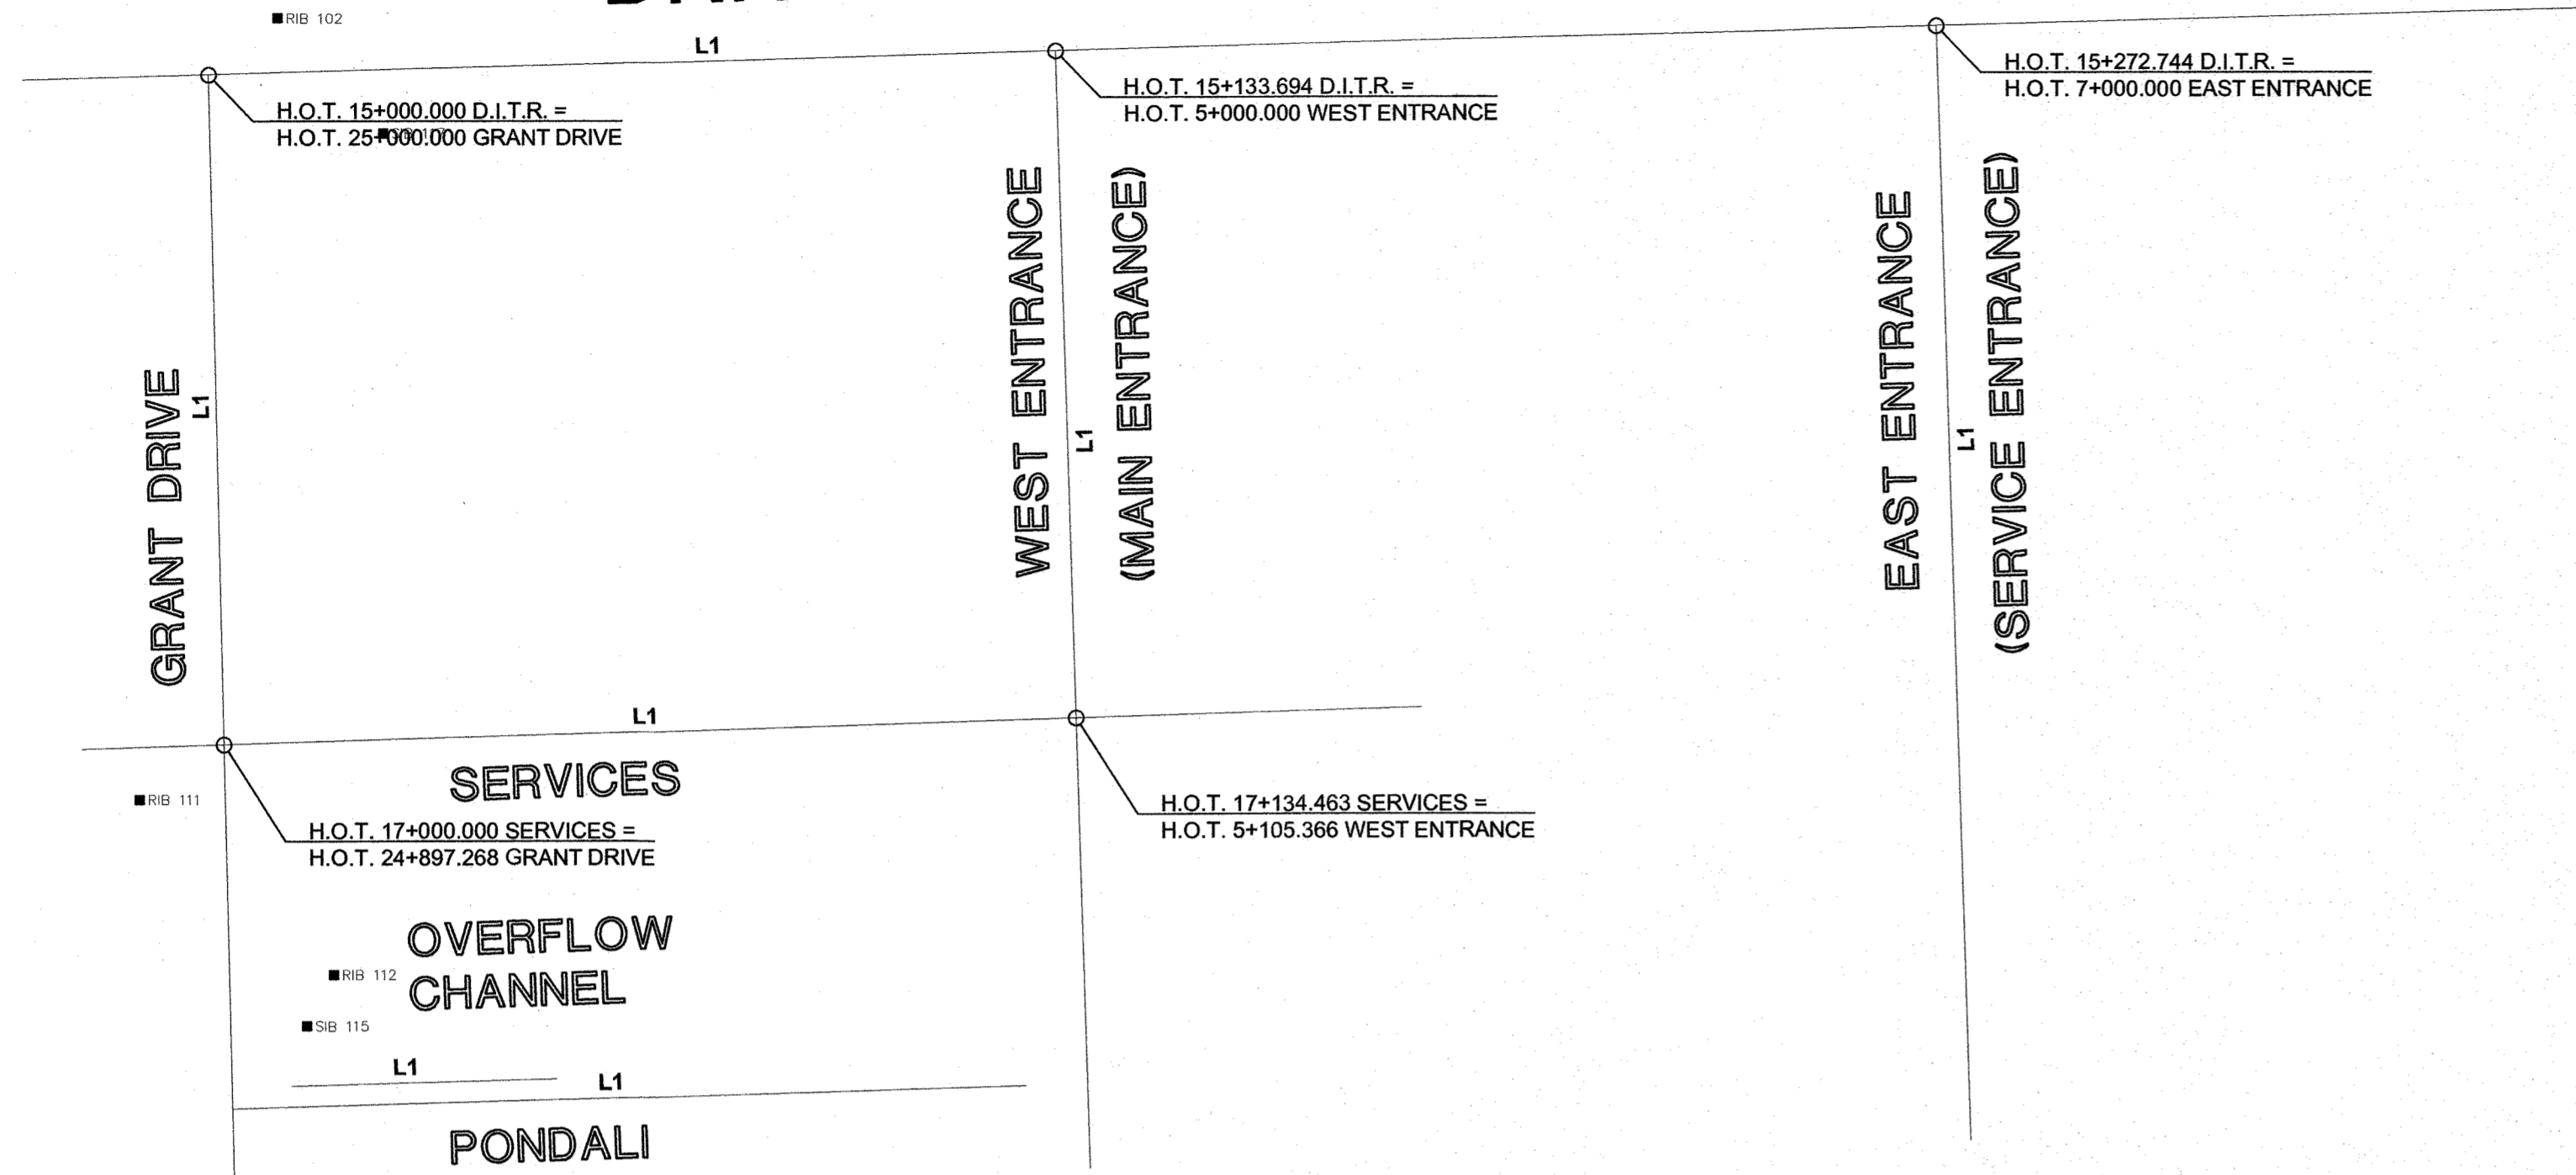 RIB 102
L1
H.O.T. 15+000.000 D.I.T.R. =
H.O.T. 25+000.000 GRANT DRIVE
H.O.T. 15+133.694 D.I.T.R. =
H.O.T. 5+000.000 WEST ENTRANCE
H.O.T. 15+272.744 D.I.T.R. =
H.O.T. 7+000.000 EAST ENTRANCE
GRANT DRIVE
L1
WEST ENTRANCE
L1
(MAIN ENTRANCE)
EAST ENTRANCE
L1
(SERVICE ENTRANCE)
L1
SERVICES
RIB 111
H.O.T. 17+000.000 SERVICES =
H.O.T. 24+897.268 GRANT DRIVE
H.O.T. 17+134.463 SERVICES =
H.O.T. 5+105.366 WEST ENTRANCE
OVERFLOW
CHANNEL
RIB 112
SIB 115
L1
L1
PONDALI